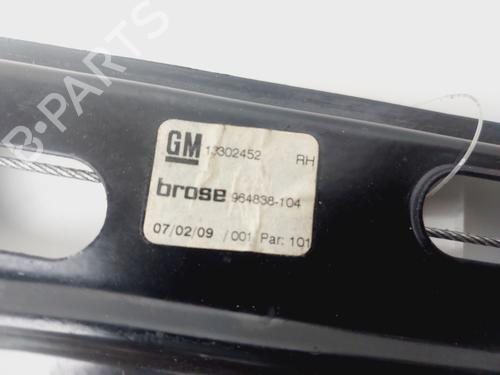 GM 13302452 RH
brose 964838-104
07/02/09 /001 Par: 101
B-PARTS